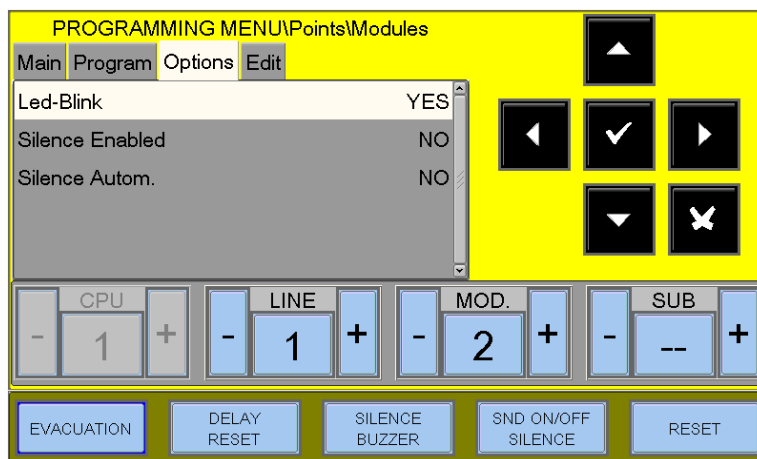 PROGRAMMING MENU\Points\Modules
Main Program Options Edit
Led-Blink YES
Silence Enabled NO
Silence Autom. NO
CPU LINE MOD. SUB
- 1 + - 1 + - 2 + - -- +
EVACUATION DELAY RESET SILENCE BUZZER SND ON/OFF SILENCE RESET